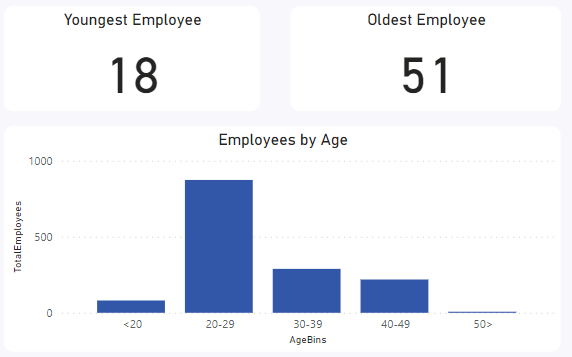 Youngest Employee
18
Oldest Employee
51
Employees by Age
1000
500
0
TotalEmployees
<20
20-29
30-39
40-49
50>
AgeBins